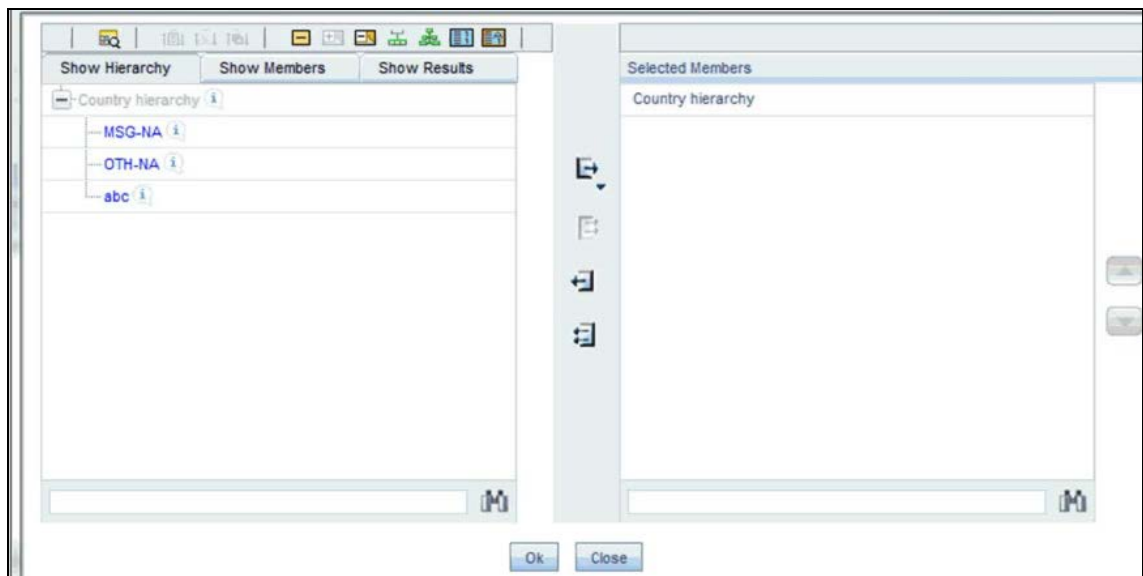 Show Hierarchy Show Members Show Results
Country hierarchy
MSG-NA
OTH-NA
abc
Selected Members
Country hierarchy
Ok Close